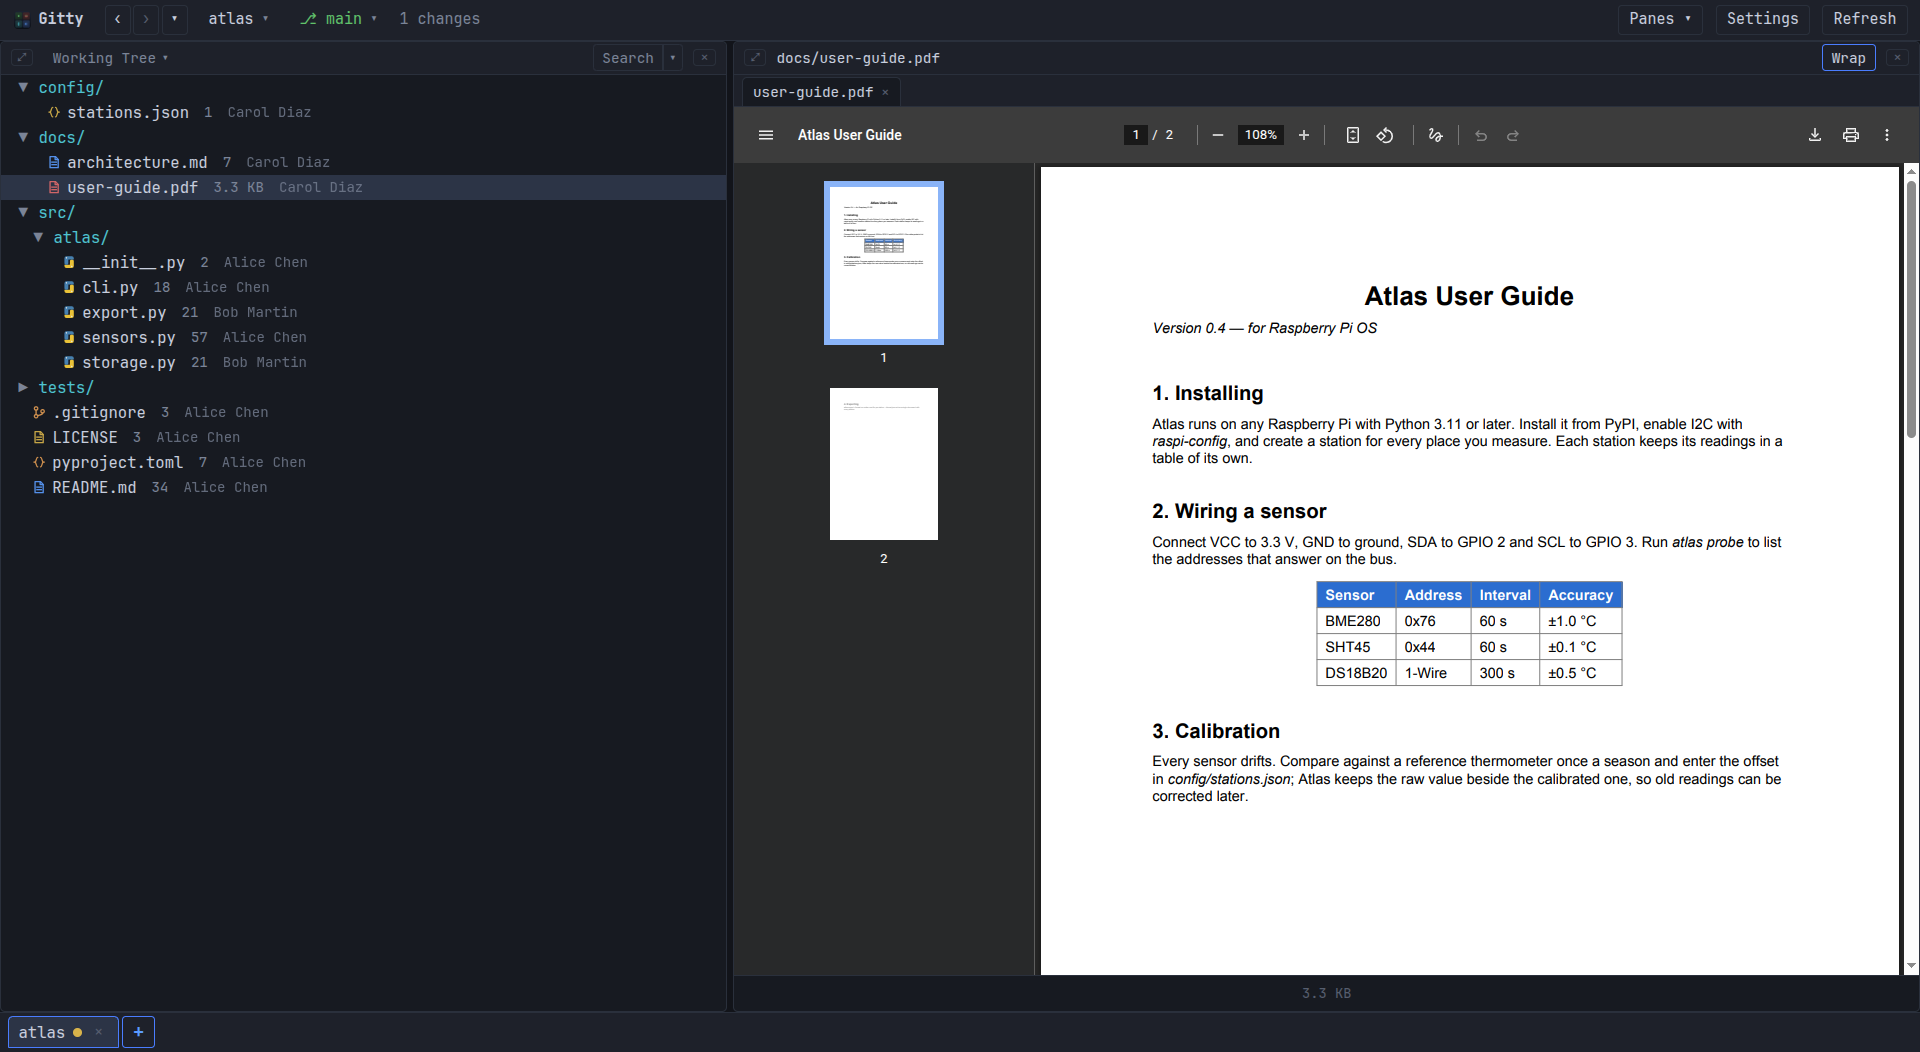 Gitty ‹ › ▾ atlas ▾ main ▾ 1 changes Panes ▾ Settings Refresh
Working Tree ▾ Search ▾ ×
config/
stations.json 1 Carol Diaz
docs/
architecture.md 7 Carol Diaz
user-guide.pdf 3.3 KB Carol Diaz
src/
atlas/
__init__.py 2 Alice Chen
cli.py 18 Alice Chen
export.py 21 Bob Martin
sensors.py 57 Alice Chen
storage.py 21 Bob Martin
tests/
.gitignore 3 Alice Chen
LICENSE 3 Alice Chen
pyproject.toml 7 Alice Chen
README.md 34 Alice Chen
docs/user-guide.pdf Wrap ×
user-guide.pdf ×
Atlas User Guide 1 / 2 − 108% +
1
2
Atlas User Guide
Version 0.4 — for Raspberry Pi OS
1. Installing
Atlas runs on any Raspberry Pi with Python 3.11 or later. Install it from PyPI, enable I2C with
raspi-config, and create a station for every place you measure. Each station keeps its readings in a
table of its own.
2. Wiring a sensor
Connect VCC to 3.3 V, GND to ground, SDA to GPIO 2 and SCL to GPIO 3. Run atlas probe to list
the addresses that answer on the bus.
Sensor Address Interval Accuracy
BME280 0x76 60 s ±1.0 °C
SHT45 0x44 60 s ±0.1 °C
DS18B20 1-Wire 300 s ±0.5 °C
3. Calibration
Every sensor drifts. Compare against a reference thermometer once a season and enter the offset
in config/stations.json; Atlas keeps the raw value beside the calibrated one, so old readings can be
corrected later.
3.3 KB
atlas × +